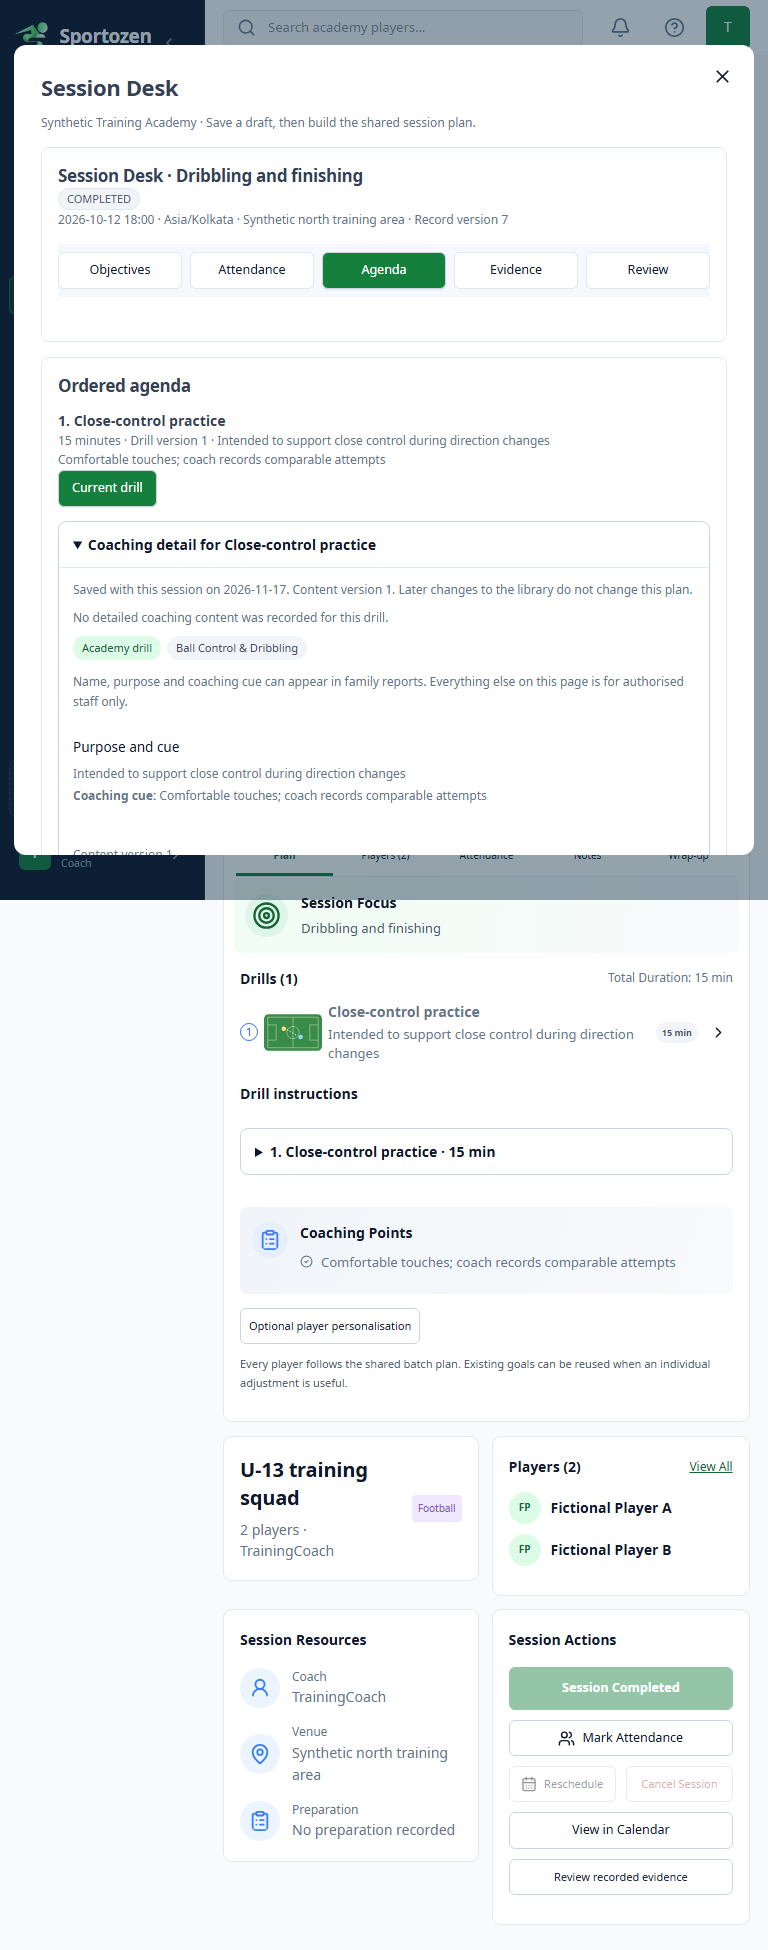 Sportozen
Search academy players...
T
Session Desk
Synthetic Training Academy · Save a draft, then build the shared session plan.
Session Desk · Dribbling and finishing
COMPLETED
2026-10-12 18:00 · Asia/Kolkata · Synthetic north training area · Record version 7
Objectives
Attendance
Agenda
Evidence
Review
Ordered agenda
1. Close-control practice
15 minutes · Drill version 1 · Intended to support close control during direction changes
Comfortable touches; coach records comparable attempts
Current drill
Coaching detail for Close-control practice
Saved with this session on 2026-11-17. Content version 1. Later changes to the library do not change this plan.
No detailed coaching content was recorded for this drill.
Academy drill
Ball Control & Dribbling
Name, purpose and coaching cue can appear in family reports. Everything else on this page is for authorised
staff only.
Purpose and cue
Intended to support close control during direction changes
Coaching cue: Comfortable touches; coach records comparable attempts
Content version 1
Coach
Plan
Players (2)
Attendance
Notes
Wrap-up
Session Focus
Dribbling and finishing
Drills (1)
Total Duration: 15 min
1
Close-control practice
Intended to support close control during direction
changes
15 min
Drill instructions
1. Close-control practice · 15 min
Coaching Points
Comfortable touches; coach records comparable attempts
Optional player personalisation
Every player follows the shared batch plan. Existing goals can be reused when an individual
adjustment is useful.
U-13 training
squad
2 players ·
TrainingCoach
Football
Players (2)
View All
FP
Fictional Player A
FP
Fictional Player B
Session Resources
Coach
TrainingCoach
Venue
Synthetic north training
area
Preparation
No preparation recorded
Session Actions
Session Completed
Mark Attendance
Reschedule
Cancel Session
View in Calendar
Review recorded evidence